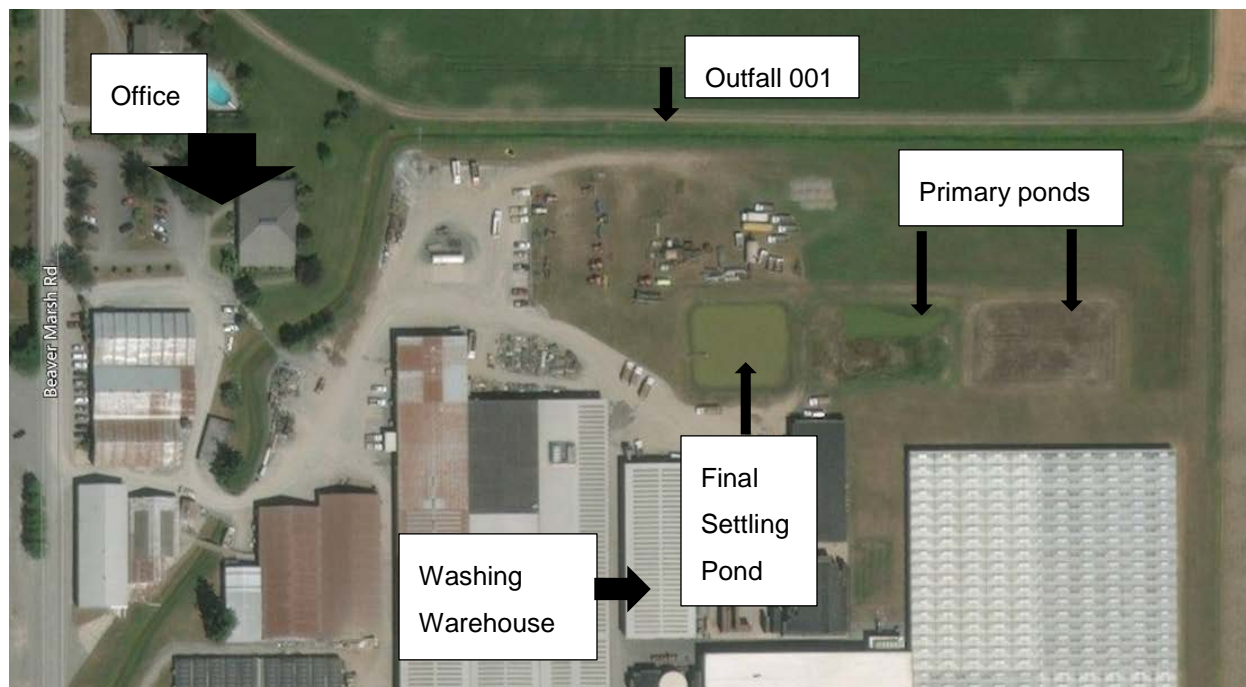 Office
Outfall 001
Primary ponds
Beaver Marsh Rd
Final
Settling
Pond
Washing
Warehouse